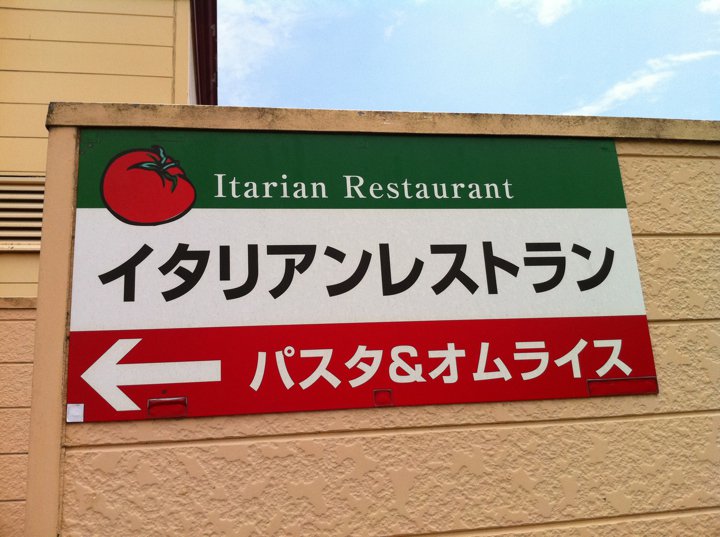 Itarian Restaurant
イタリアンレストラン
パスタ&オムライス